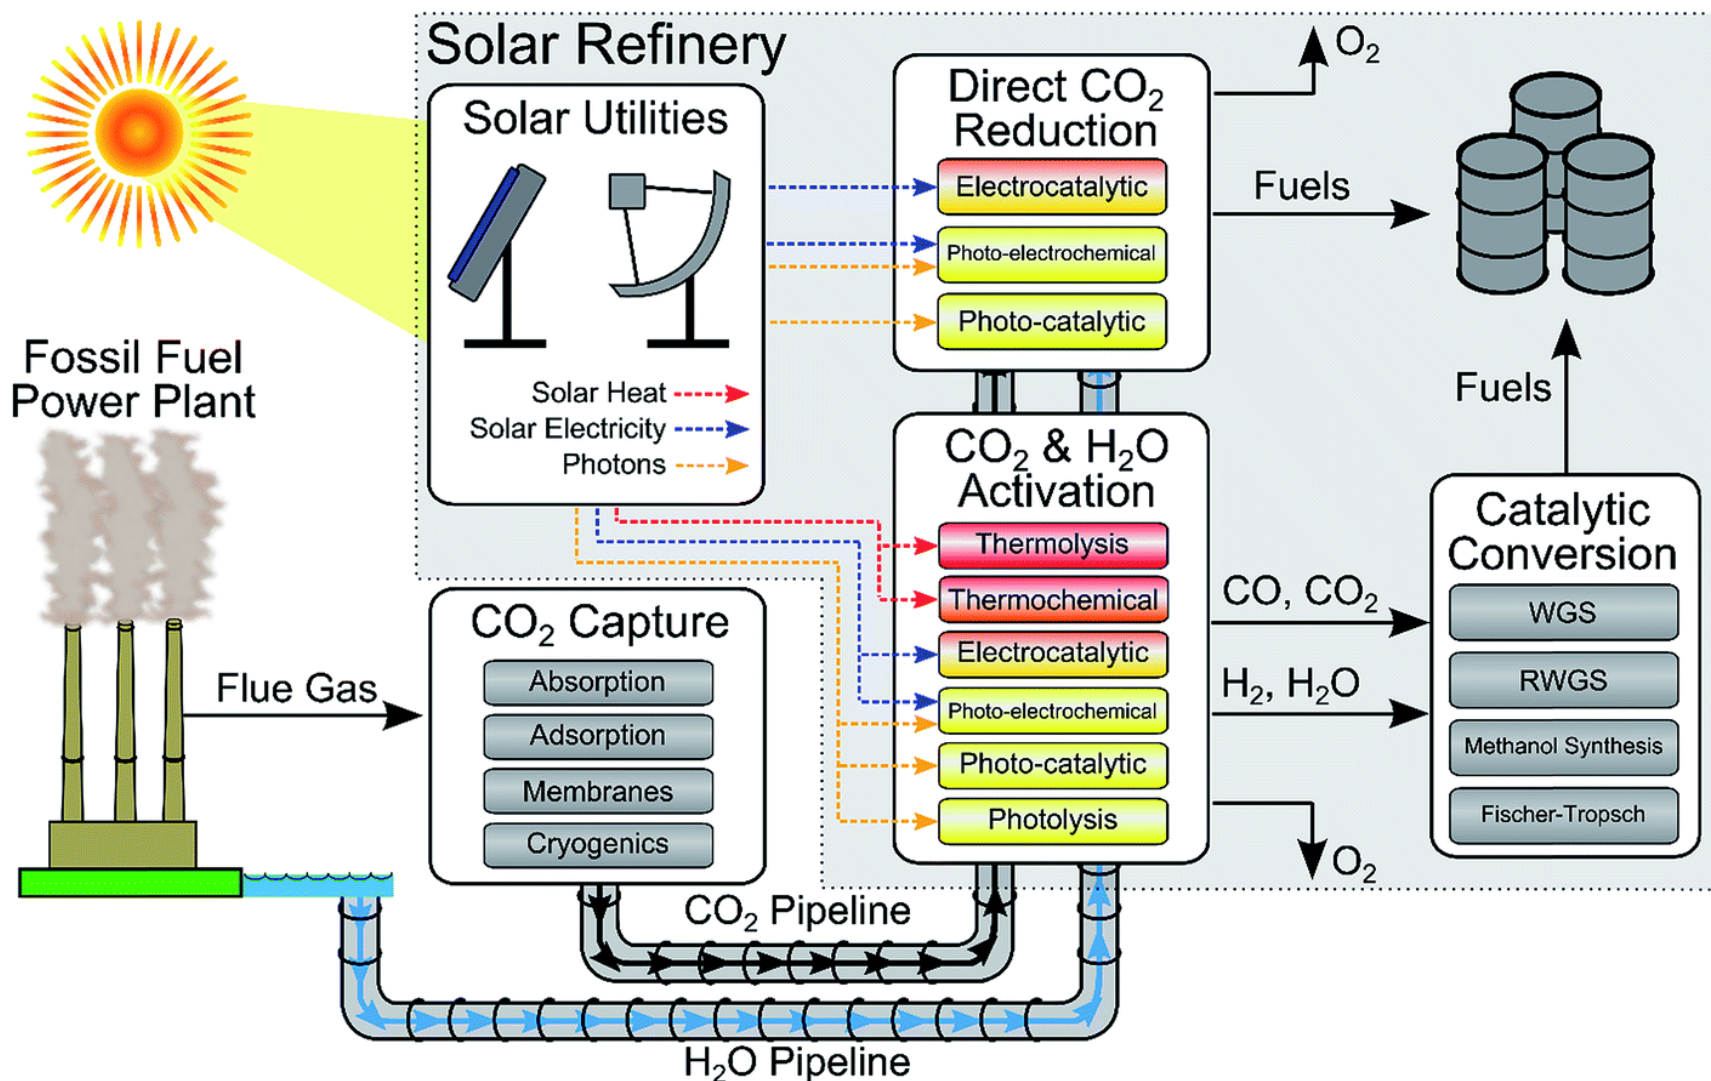 Solar Refinery
Solar Utilities
Solar Heat
Solar Electricity
Photons
Direct CO₂
Reduction
Electrocatalytic
Photo-electrochemical
Photo-catalytic
O₂
Fuels
Fossil Fuel
Power Plant
Flue Gas
CO₂ Capture
Absorption
Adsorption
Membranes
Cryogenics
CO₂ & H₂O
Activation
Thermolysis
Thermochemical
Electrocatalytic
Photo-electrochemical
Photo-catalytic
Photolysis
CO, CO₂
H₂, H₂O
O₂
Fuels
Catalytic
Conversion
WGS
RWGS
Methanol Synthesis
Fischer-Tropsch
CO₂ Pipeline
H₂O Pipeline